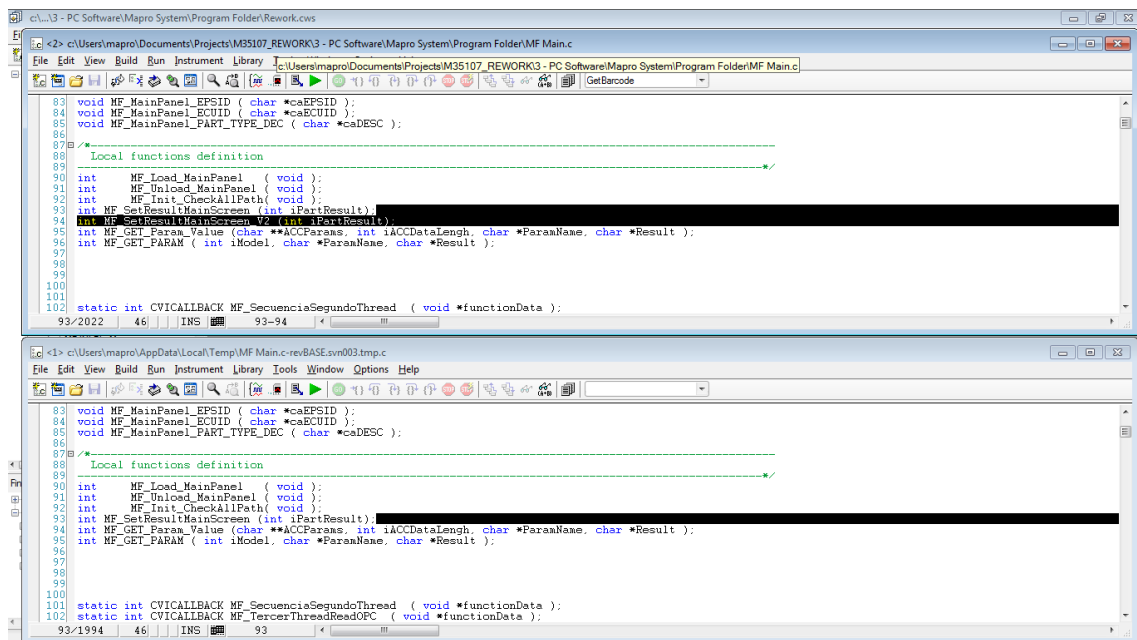 c:\...\3 - PC Software\Mapro System\Program Folder\Rework.cws
<2> c:\Users\mapro\Documents\Projects\M35107_REWORK\3 - PC Software\Mapro System\Program Folder\MF Main.c
File Edit View Build Run Instrument Library
c:\Users\mapro\Documents\Projects\M35107_REWORK\3 - PC Software\Mapro System\Program Folder\MF Main.c
GetBarcode
83 void MF_MainPanel_EPSID ( char *caEPSID );
84 void MF_MainPanel_ECUID ( char *caECUID );
85 void MF_MainPanel_PART_TYPE_DEC ( char *caDESC );
86
87 /*------------------------------------------------------------
88 Local functions definition
89 ------------------------------------------------------------*/
90 int MF_Load_MainPanel ( void );
91 int MF_Unload_MainPanel ( void );
92 int MF_Init_CheckAllPath( void );
93 int MF_SetResultMainScreen (int iPartResult);
94 int MF_SetResultMainScreen_V2 (int iPartResult);
95 int MF_GET_Param_Value (char **ACCParams, int iACCDataLengh, char *ParamName, char *Result );
96 int MF_GET_PARAM ( int iModel, char *ParamName, char *Result );
97
98
99
100
101
102 static int CVICALLBACK MF_SecuenciaSegundoThread ( void *functionData );
93/2022 46 INS 93-94
<1> c:\Users\mapro\AppData\Local\Temp\MF Main.c-revBASE.svn003.tmp.c
File Edit View Build Run Instrument Library Tools Window Options Help
83 void MF_MainPanel_EPSID ( char *caEPSID );
84 void MF_MainPanel_ECUID ( char *caECUID );
85 void MF_MainPanel_PART_TYPE_DEC ( char *caDESC );
86
87 /*------------------------------------------------------------
88 Local functions definition
89 ------------------------------------------------------------*/
90 int MF_Load_MainPanel ( void );
91 int MF_Unload_MainPanel ( void );
92 int MF_Init_CheckAllPath( void );
93 int MF_SetResultMainScreen (int iPartResult);
94 int MF_GET_Param_Value (char **ACCParams, int iACCDataLengh, char *ParamName, char *Result );
95 int MF_GET_PARAM ( int iModel, char *ParamName, char *Result );
96
97
98
99
100
101 static int CVICALLBACK MF_SecuenciaSegundoThread ( void *functionData );
102 static int CVICALLBACK MF_TercerThreadReadOPC ( void *functionData );
93/1994 46 INS 93